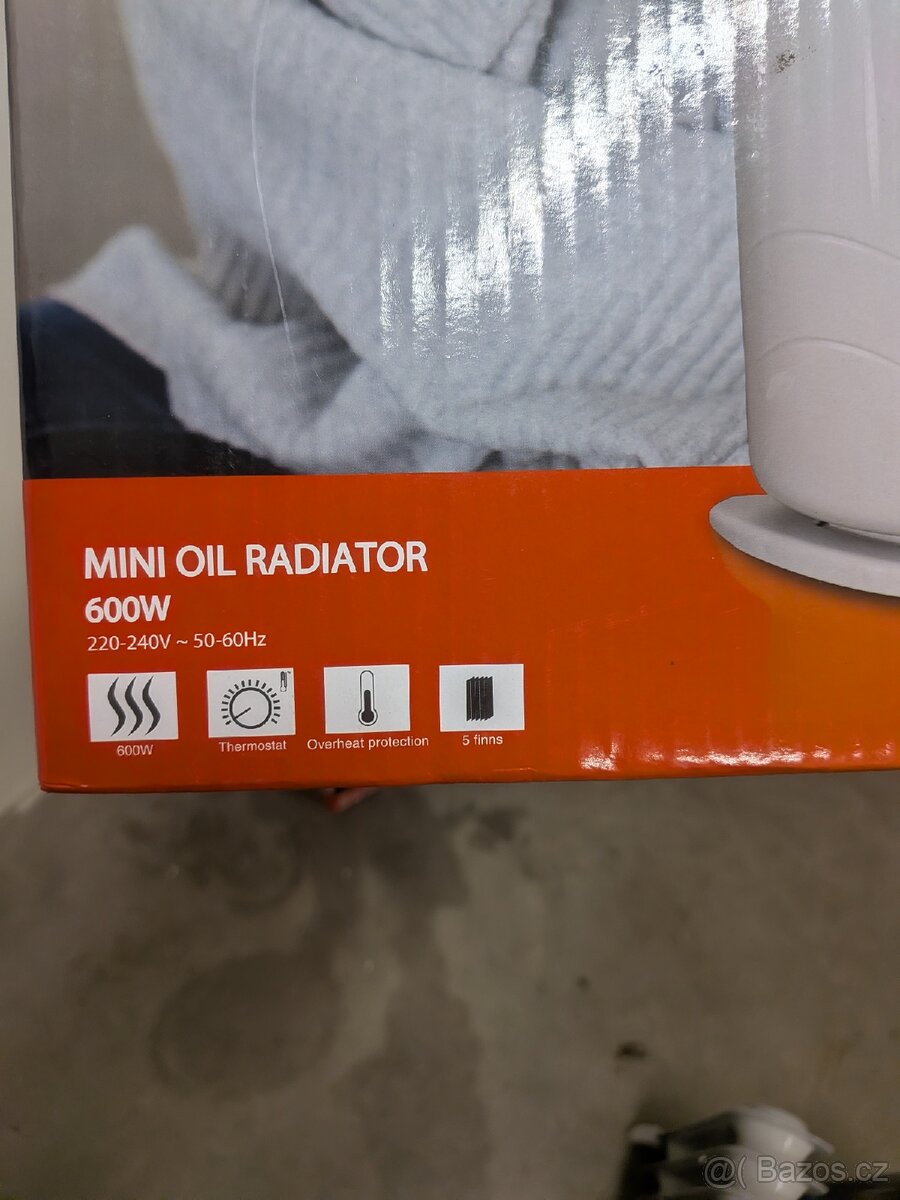 MINI OIL RADIATOR
600W
220-240V ~ 50-60Hz
600W Thermostat Overheat protection 5 finns
@( Bazos.cz